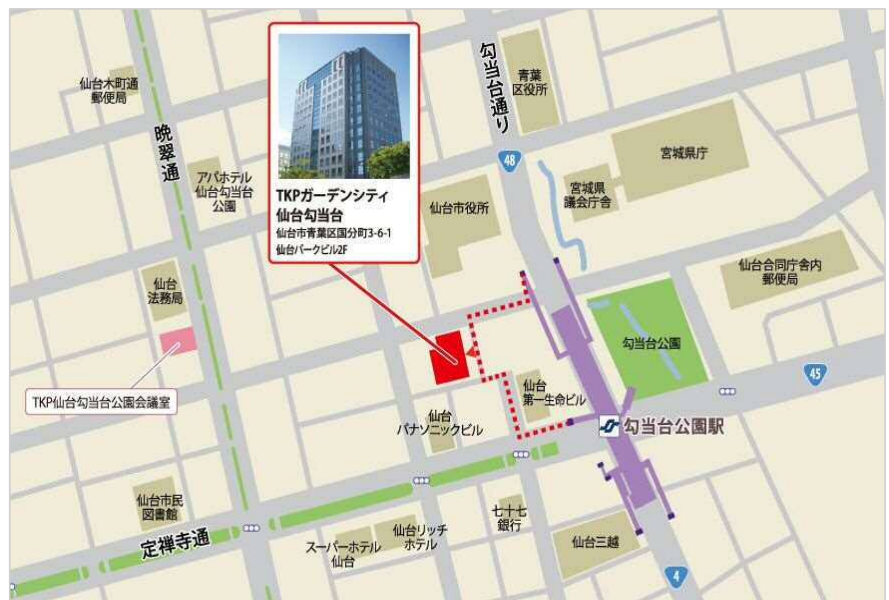 仙台木町通
郵便局
晩翠通
アパホテル
仙台勾当台
公園
TKPガーデンシティ
仙台勾当台
仙台市青葉区国分町3-6-1
仙台パークビル2F
勾当台通り
青葉
区役所
48
宮城県庁
宮城県
議会庁舎
仙台市役所
仙台合同庁舎内
郵便局
仙台
法務局
勾当台公園
45
TKP仙台勾当台公園会議室
仙台
第一生命ビル
仙台
パナソニックビル
勾当台公園駅
仙台市民
図書館
定禅寺通
スーパーホテル
仙台
仙台リッチ
ホテル
七十七
銀行
仙台三越
4